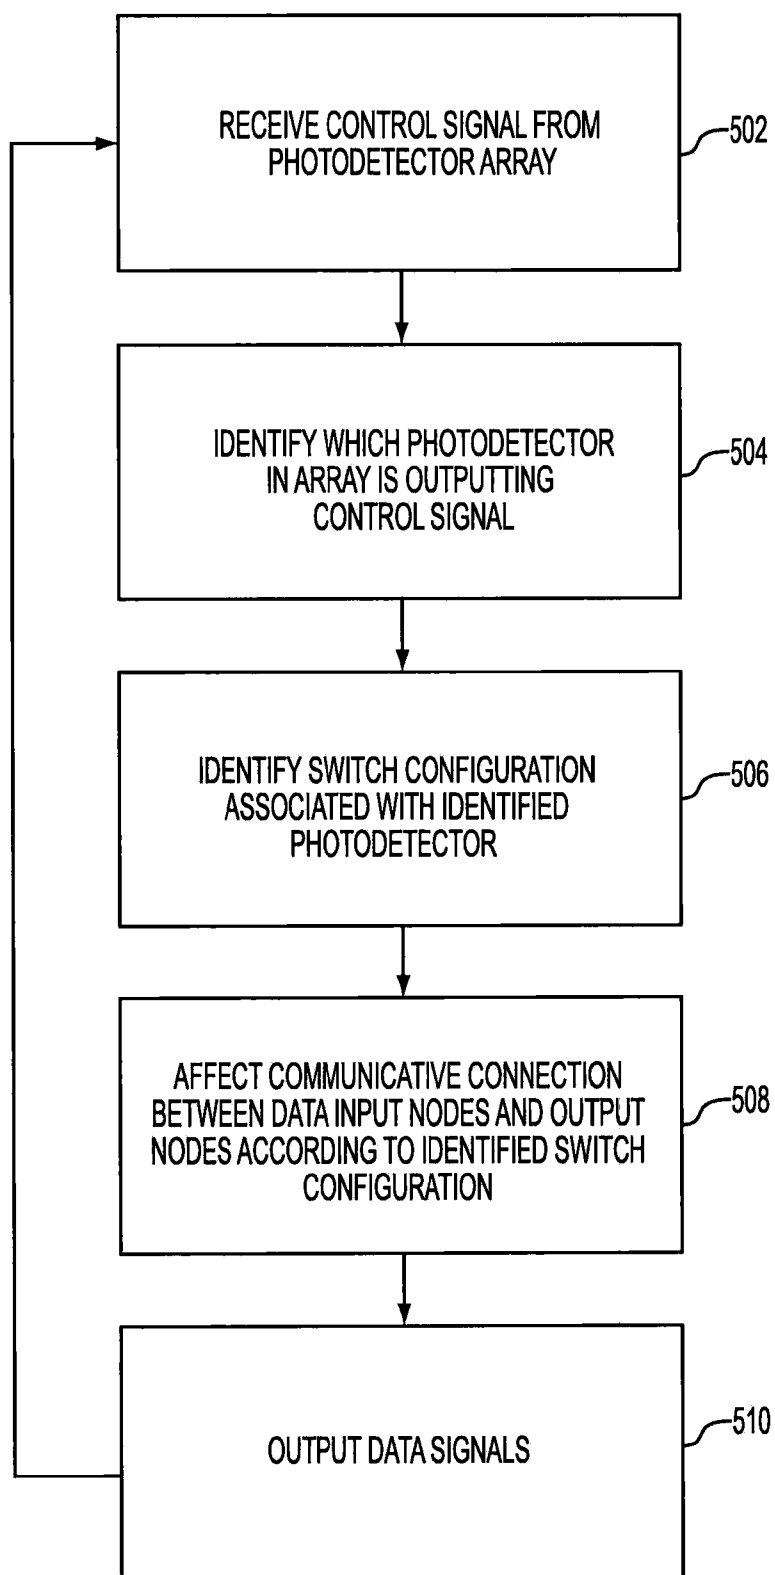 RECEIVE CONTROL SIGNAL FROM
PHOTODETECTOR ARRAY
502
IDENTIFY WHICH PHOTODETECTOR
IN ARRAY IS OUTPUTTING
CONTROL SIGNAL
504
IDENTIFY SWITCH CONFIGURATION
ASSOCIATED WITH IDENTIFIED
PHOTODETECTOR
506
AFFECT COMMUNICATIVE CONNECTION
BETWEEN DATA INPUT NODES AND OUTPUT
NODES ACCORDING TO IDENTIFIED SWITCH
CONFIGURATION
508
OUTPUT DATA SIGNALS
510